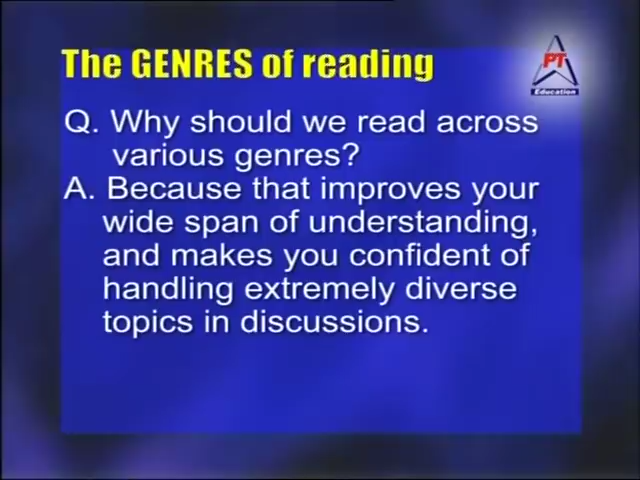 The GENRES of reading
PT
Education
Q. Why should we read across
various genres?
A. Because that improves your
wide span of understanding,
and makes you confident of
handling extremely diverse
topics in discussions.